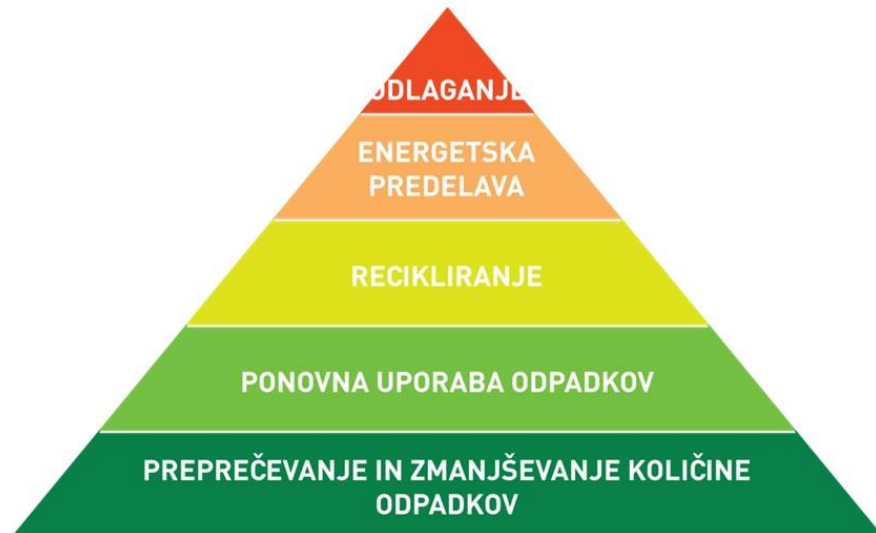 ODLAGANJE
ENERGETSKA
PREDELAVA
RECIKLIRANJE
PONOVNA UPORABA ODPADKOV
PREPREČEVANJE IN ZMANJŠEVANJE KOLIČINE
ODPADKOV